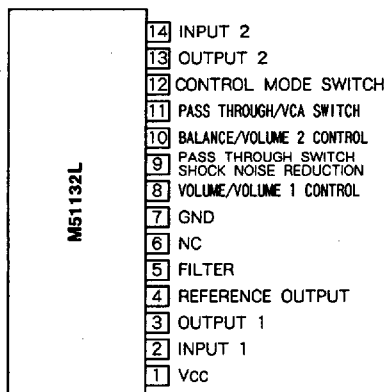 M51132L
14 INPUT 2
13 OUTPUT 2
12 CONTROL MODE SWITCH
11 PASS THROUGH/VCA SWITCH
10 BALANCE/VOLUME 2 CONTROL
9 PASS THROUGH SWITCH
SHOCK NOISE REDUCTION
8 VOLUME/VOLUME 1 CONTROL
7 GND
6 NC
5 FILTER
4 REFERENCE OUTPUT
3 OUTPUT 1
2 INPUT 1
1 Vcc